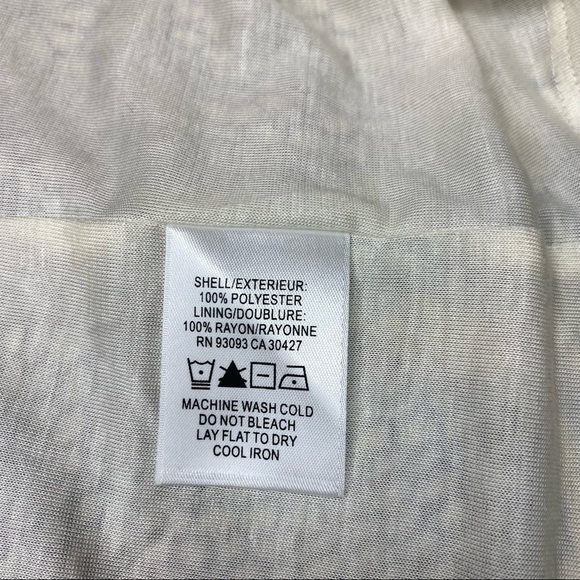 SHELL/EXTERIEUR:
100% POLYESTER
LINING/DOUBLURE:
100% RAYON/RAYONNE
RN 93093 CA 30427
MACHINE WASH COLD
DO NOT BLEACH
LAY FLAT TO DRY
COOL IRON